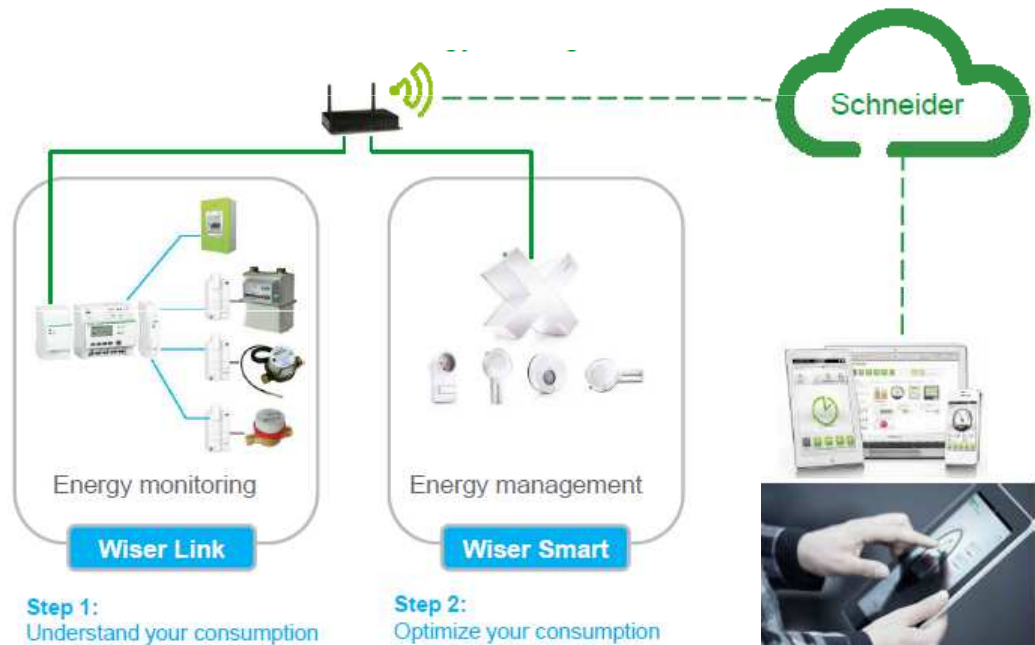 Schneider
Energy monitoring
Energy management
Wiser Link
Wiser Smart
Step 1:
Understand your consumption
Step 2:
Optimize your consumption